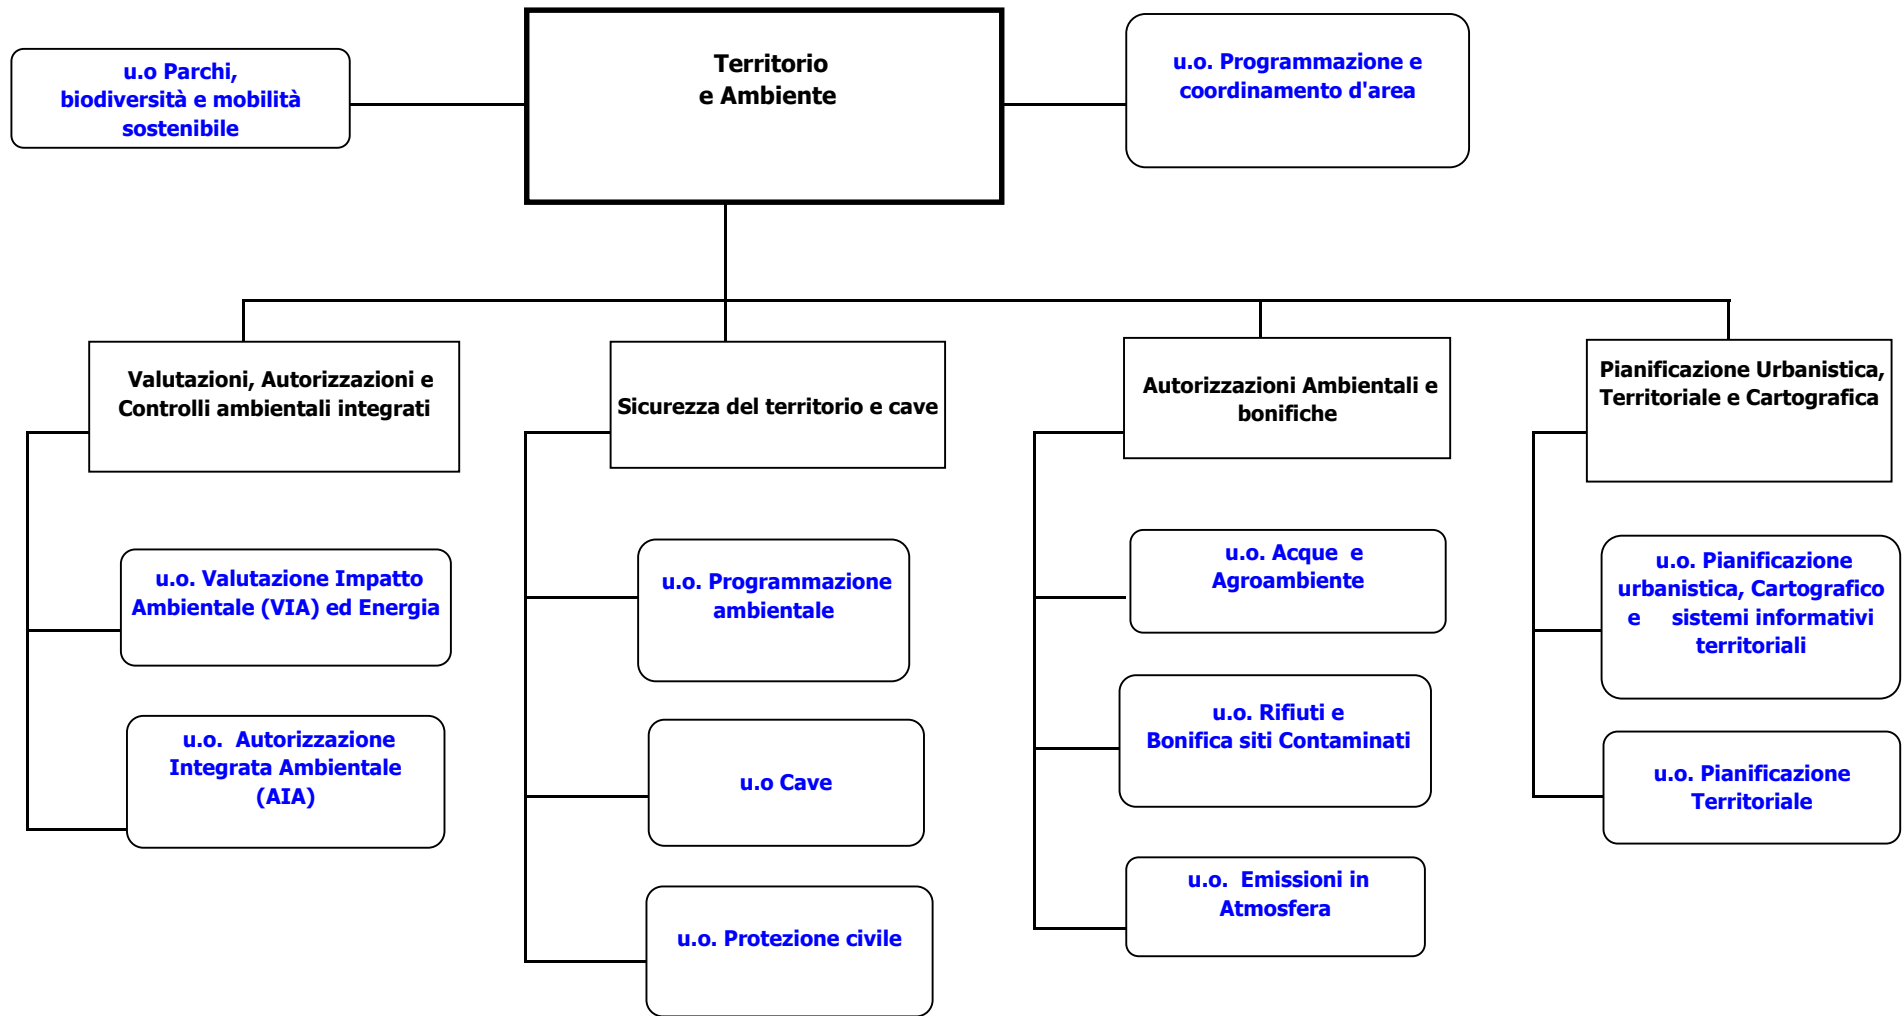 u.o Parchi,
biodiversità e mobilità
sostenibile
Territorio
e Ambiente
u.o. Programmazione e
coordinamento d'area
Valutazioni, Autorizzazioni e
Controlli ambientali integrati
Sicurezza del territorio e cave
Autorizzazioni Ambientali e
bonifiche
Pianificazione Urbanistica,
Territoriale e Cartografica
u.o. Valutazione Impatto
Ambientale (VIA) ed Energia
u.o. Autorizzazione
Integrata Ambientale
(AIA)
u.o. Programmazione
ambientale
u.o Cave
u.o. Protezione civile
u.o. Acque e
Agroambiente
u.o. Rifiuti e
Bonifica siti Contaminati
u.o. Emissioni in
Atmosfera
u.o. Pianificazione
urbanistica, Cartografico
e sistemi informativi
territoriali
u.o. Pianificazione
Territoriale